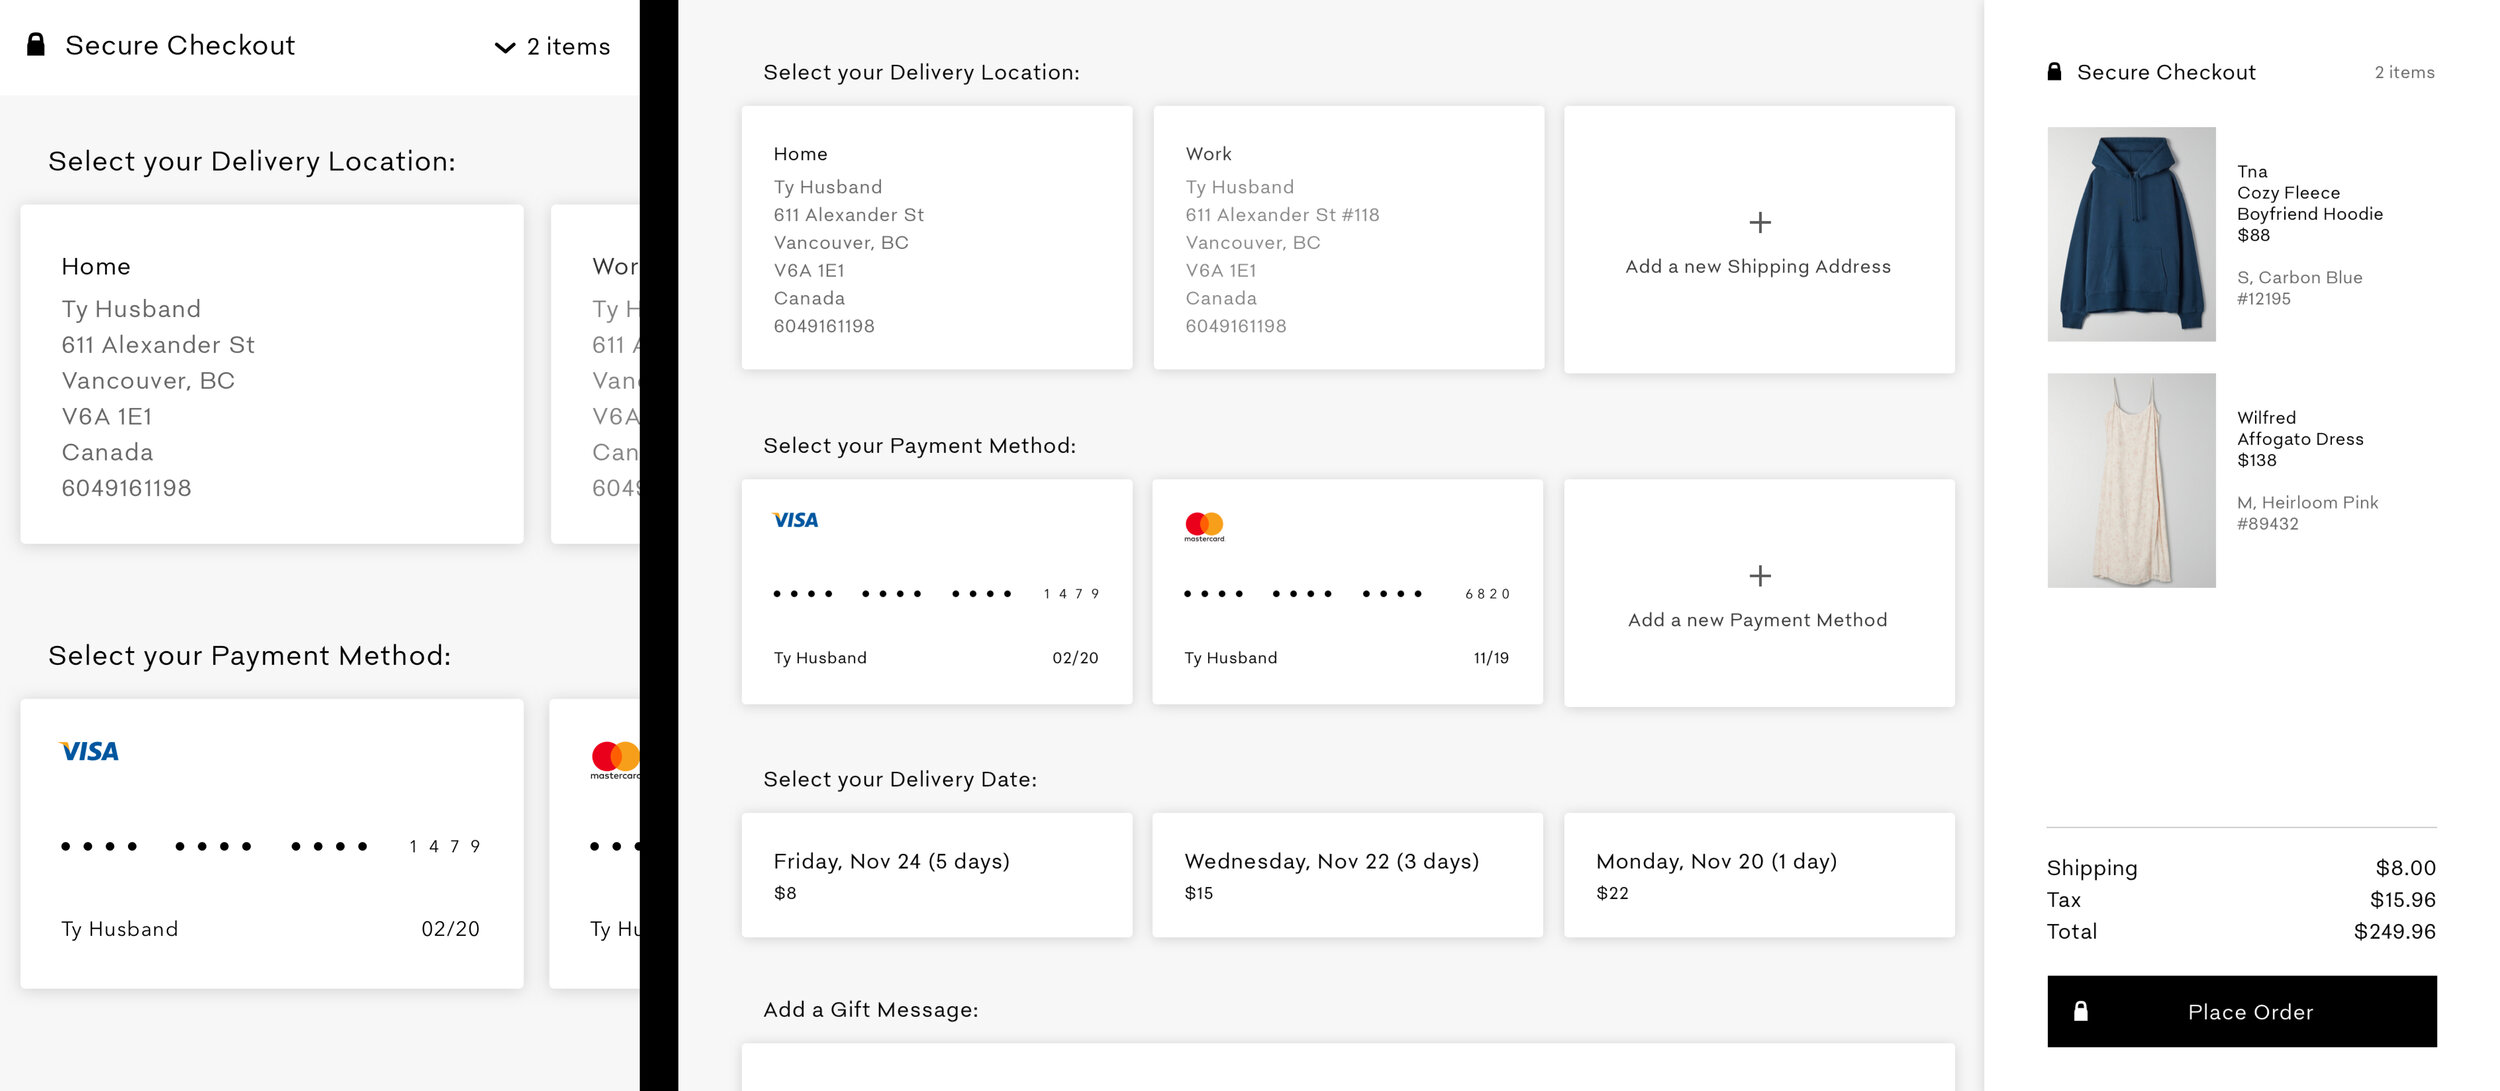 Secure Checkout
2 items
Select your Delivery Location:
Home
Ty Husband
611 Alexander St
Vancouver, BC
V6A 1E1
Canada
6049161198
Wor
Ty H
611 A
Van
V6A
Can
604
Select your Payment Method:
VISA
1479
Ty Husband
02/20
mastercard
Ty Hu
Select your Delivery Location:
Home
Ty Husband
611 Alexander St
Vancouver, BC
V6A 1E1
Canada
6049161198
Work
Ty Husband
611 Alexander St #118
Vancouver, BC
V6A 1E1
Canada
6049161198
+
Add a new Shipping Address
Select your Payment Method:
VISA
1479
Ty Husband
02/20
mastercard
6820
Ty Husband
11/19
+
Add a new Payment Method
Select your Delivery Date:
Friday, Nov 24 (5 days)
$8
Wednesday, Nov 22 (3 days)
$15
Monday, Nov 20 (1 day)
$22
Add a Gift Message:
Secure Checkout
2 items
Tna
Cozy Fleece
Boyfriend Hoodie
$88
S, Carbon Blue
#12195
Wilfred
Affogato Dress
$138
M, Heirloom Pink
#89432
Shipping
$8.00
Tax
$15.96
Total
$249.96
Place Order